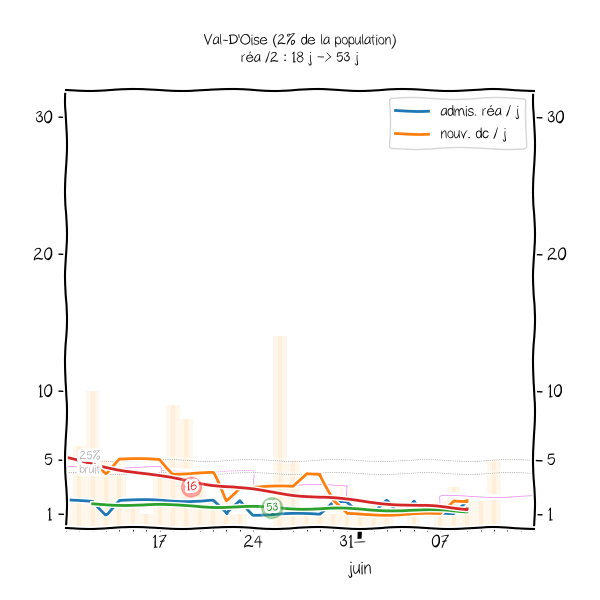 Val-D'Oise (2% de la population)
réa /2 : 18 j -> 53 j
admis. réa / j
nouv. dc / j
30
30
20
20
10
10
5
5
1
1
25%
bruit
16
53
17
24
31
07
juin